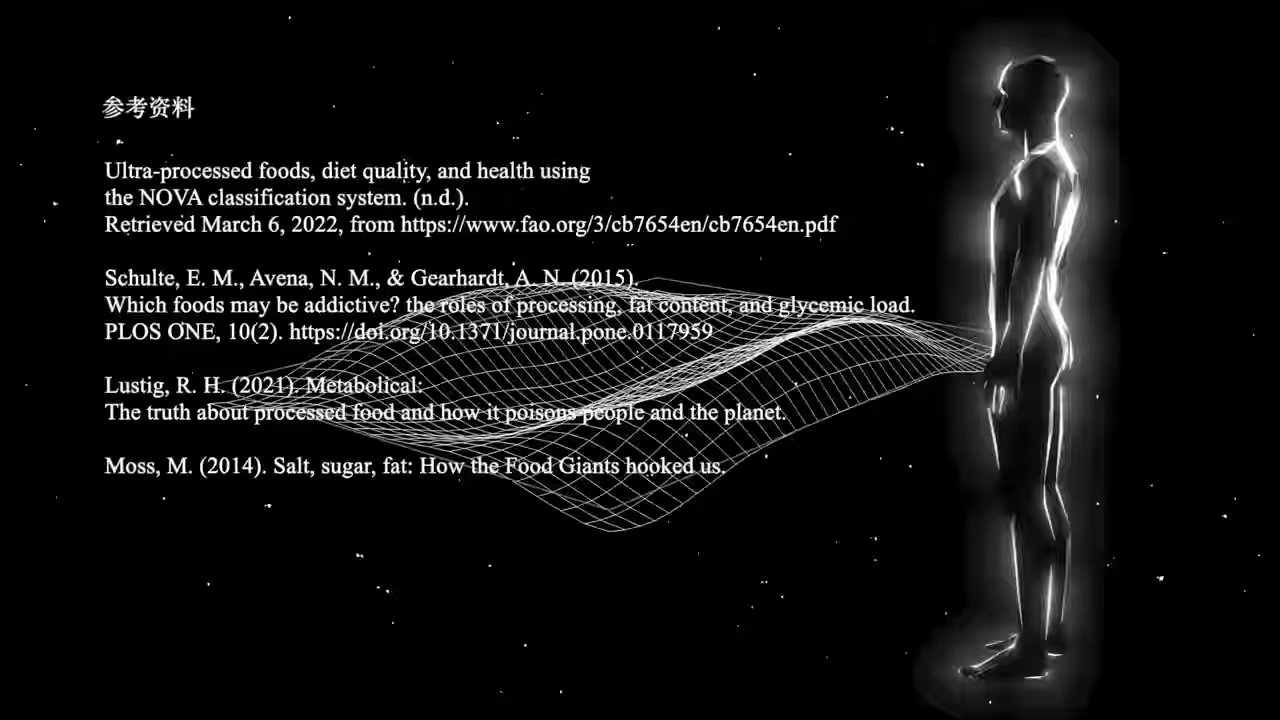 参考资料
Ultra-processed foods, diet quality, and health using
the NOVA classification system. (n.d.).
Retrieved March 6, 2022, from https://www.fao.org/3/cb7654en/cb7654en.pdf
Schulte, E. M., Avena, N. M., & Gearhardt, A. N. (2015).
Which foods may be addictive? the roles of processing, fat content, and glycemic load.
PLOS ONE, 10(2). https://doi.org/10.1371/journal.pone.0117959
Lustig, R. H. (2021). Metabolical:
The truth about processed food and how it poisons people and the planet.
Moss, M. (2014). Salt, sugar, fat: How the Food Giants hooked us.